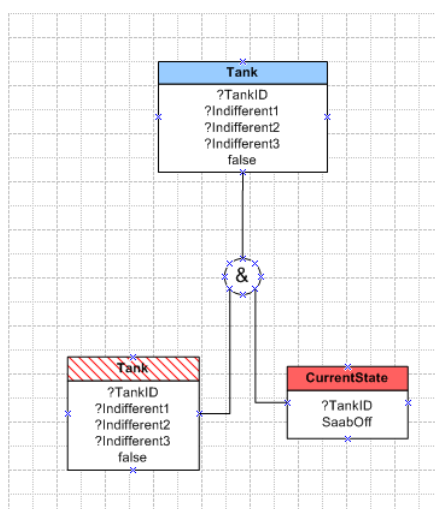 Tank
?TankID
?Indifferent1
?Indifferent2
?Indifferent3
false
&
Tank
?TankID
?Indifferent1
?Indifferent2
?Indifferent3
false
CurrentState
?TankID
SaabOff